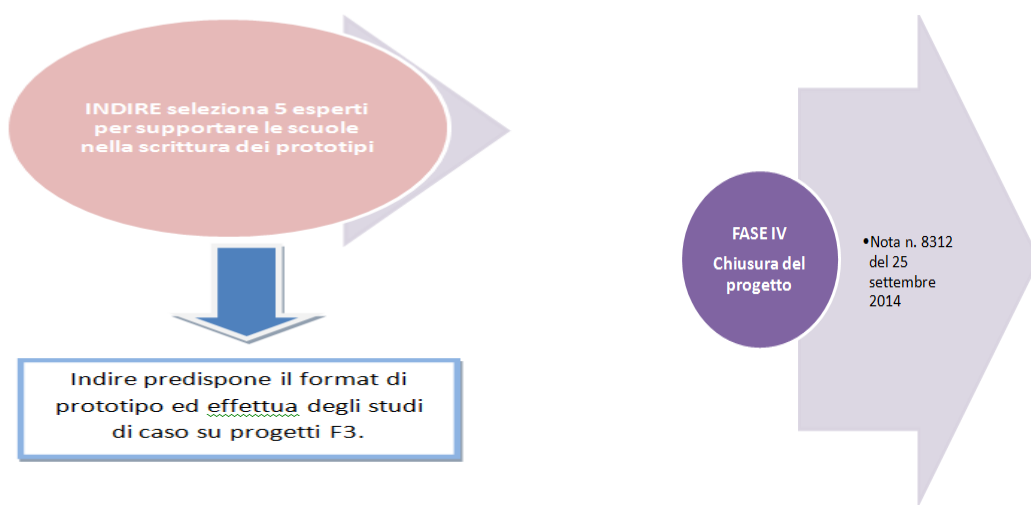 INDIRE seleziona 5 esperti
per supportare le scuole
nella scrittura dei prototipi
Indire predispone il format di
prototipo ed effettua degli studi
di caso su progetti F3.
FASE IV
Chiusura del
progetto
•Nota n. 8312
del 25
settembre
2014